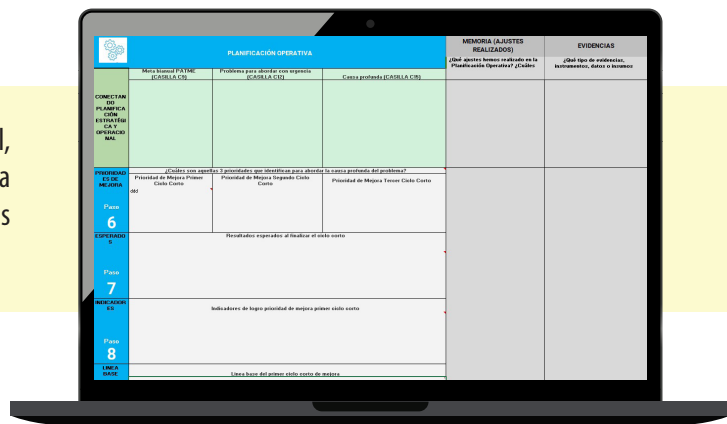 l,
a
s
PLANIFICACIÓN OPERATIVA
MEMORIA (AJUSTES
REALIZADOS)
EVIDENCIAS
¿Qué ajustes hemos realizado en la
Planificación Operativa? ¿Cuáles
¿Qué tipo de evidencias,
instrumentos, datos o insumos
Meta bianual PATME
(CASILLA C9)
Problema para abordar con urgencia
(CASILLA C12)
Causa profunda (CASILLA C15)
CONECTAN
DO
PLANIFICA
CIÓN
ESTRATÉGI
CA Y
OPERACIO
NAL
PRIORIDAD
ES DE
MEJORA
Paso
6
¿Cuáles son aquellas 3 prioridades que identifican para abordar la causa profunda del problema?
Prioridad de Mejora Primer
Ciclo Corto
Prioridad de Mejora Segundo Ciclo
Corto
Prioridad de Mejora Tercer Ciclo Corto
ddd
ESPERADO
S
Paso
7
Resultados esperados al finalizar el ciclo corto
INDICADOR
ES
Paso
8
Indicadores de logro prioridad de mejora primer ciclo corto
LINEA
BASE
Línea base del primer ciclo corto de mejora